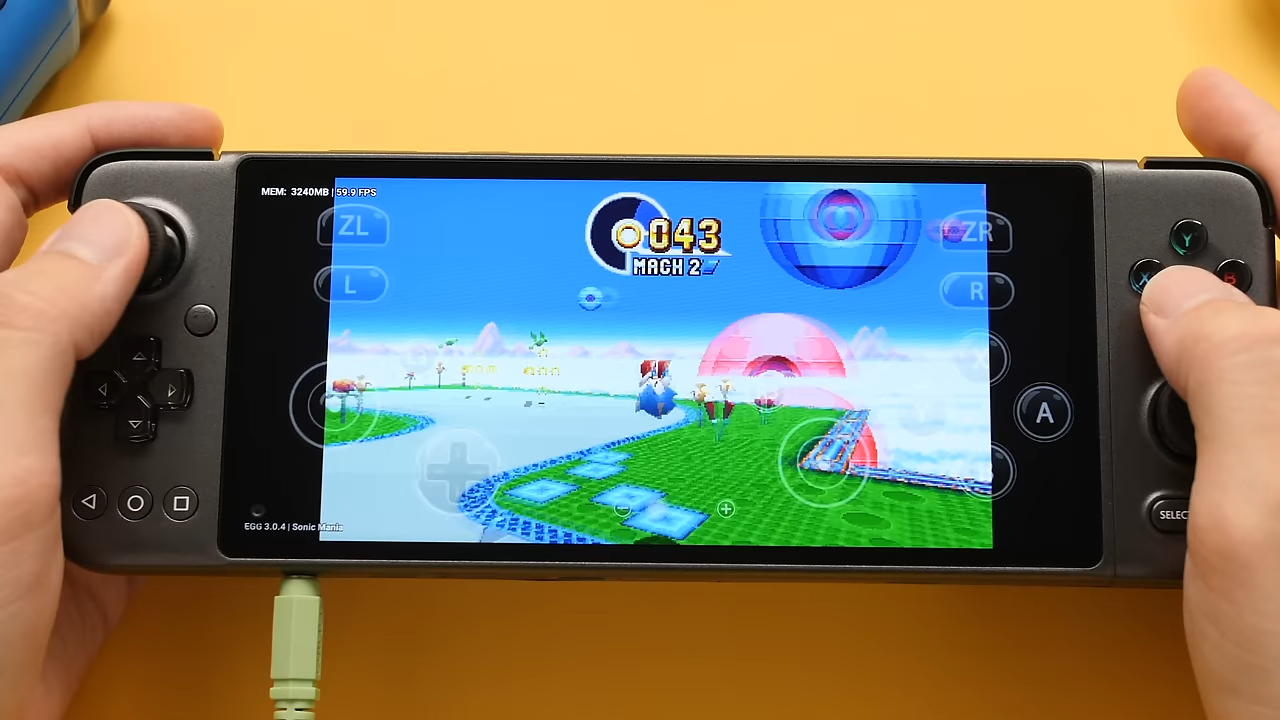 MEM: 3240MB | 59.9 FPS
ZL
L
043
MACH 2
ZR
R
Y
X
B
A
SELECT
EGG 3.0.4 | Sonic Mania